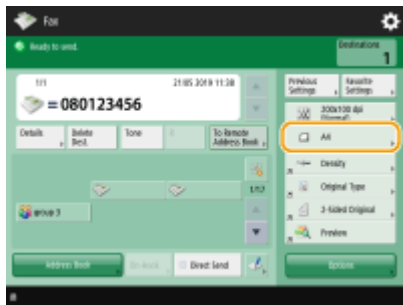 Fax
Ready to send.
Destinations
1
1/1
21/05 2019 11:38
= 080123456
Previous Settings
Favorite Settings
200x100 dpi
(Normal)
Details
Delete Dest.
Tone
To Remote Address Book
A4
Density
Original Type
1/17
group 3
2-Sided Original
Preview
Address Book
On Hook
Direct Send
Options